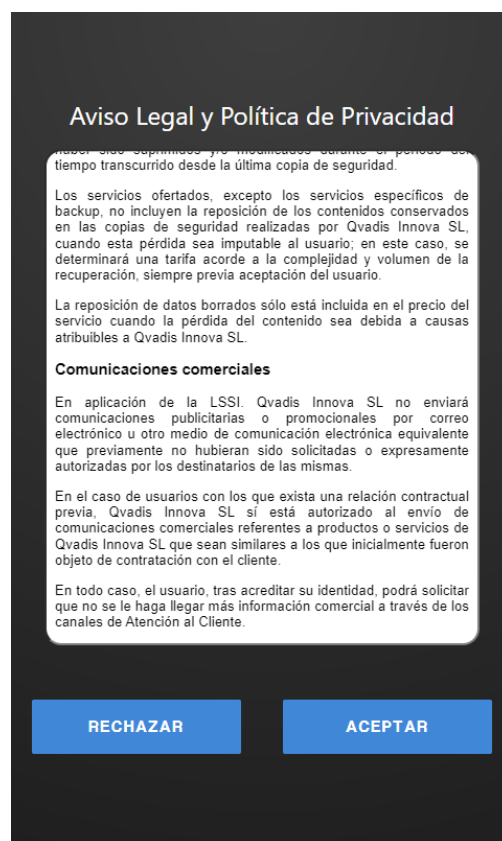 Aviso Legal y Política de Privacidad
haber sido suprimidos y/o modificados durante el periodo del
tiempo transcurrido desde la última copia de seguridad.
Los servicios ofertados, excepto los servicios específicos de
backup, no incluyen la reposición de los contenidos conservados
en las copias de seguridad realizadas por Qvadis Innova SL,
cuando esta pérdida sea imputable al usuario; en este caso, se
determinará una tarifa acorde a la complejidad y volumen de la
recuperación, siempre previa aceptación del usuario.
La reposición de datos borrados sólo está incluida en el precio del
servicio cuando la pérdida del contenido sea debida a causas
atribuibles a Qvadis Innova SL.
Comunicaciones comerciales
En aplicación de la LSSI. Qvadis Innova SL no enviará
comunicaciones publicitarias o promocionales por correo
electrónico u otro medio de comunicación electrónica equivalente
que previamente no hubieran sido solicitadas o expresamente
autorizadas por los destinatarios de las mismas.
En el caso de usuarios con los que exista una relación contractual
previa, Qvadis Innova SL sí está autorizado al envío de
comunicaciones comerciales referentes a productos o servicios de
Qvadis Innova SL que sean similares a los que inicialmente fueron
objeto de contratación con el cliente.
En todo caso, el usuario, tras acreditar su identidad, podrá solicitar
que no se le haga llegar más información comercial a través de los
canales de Atención al Cliente.
RECHAZAR
ACEPTAR